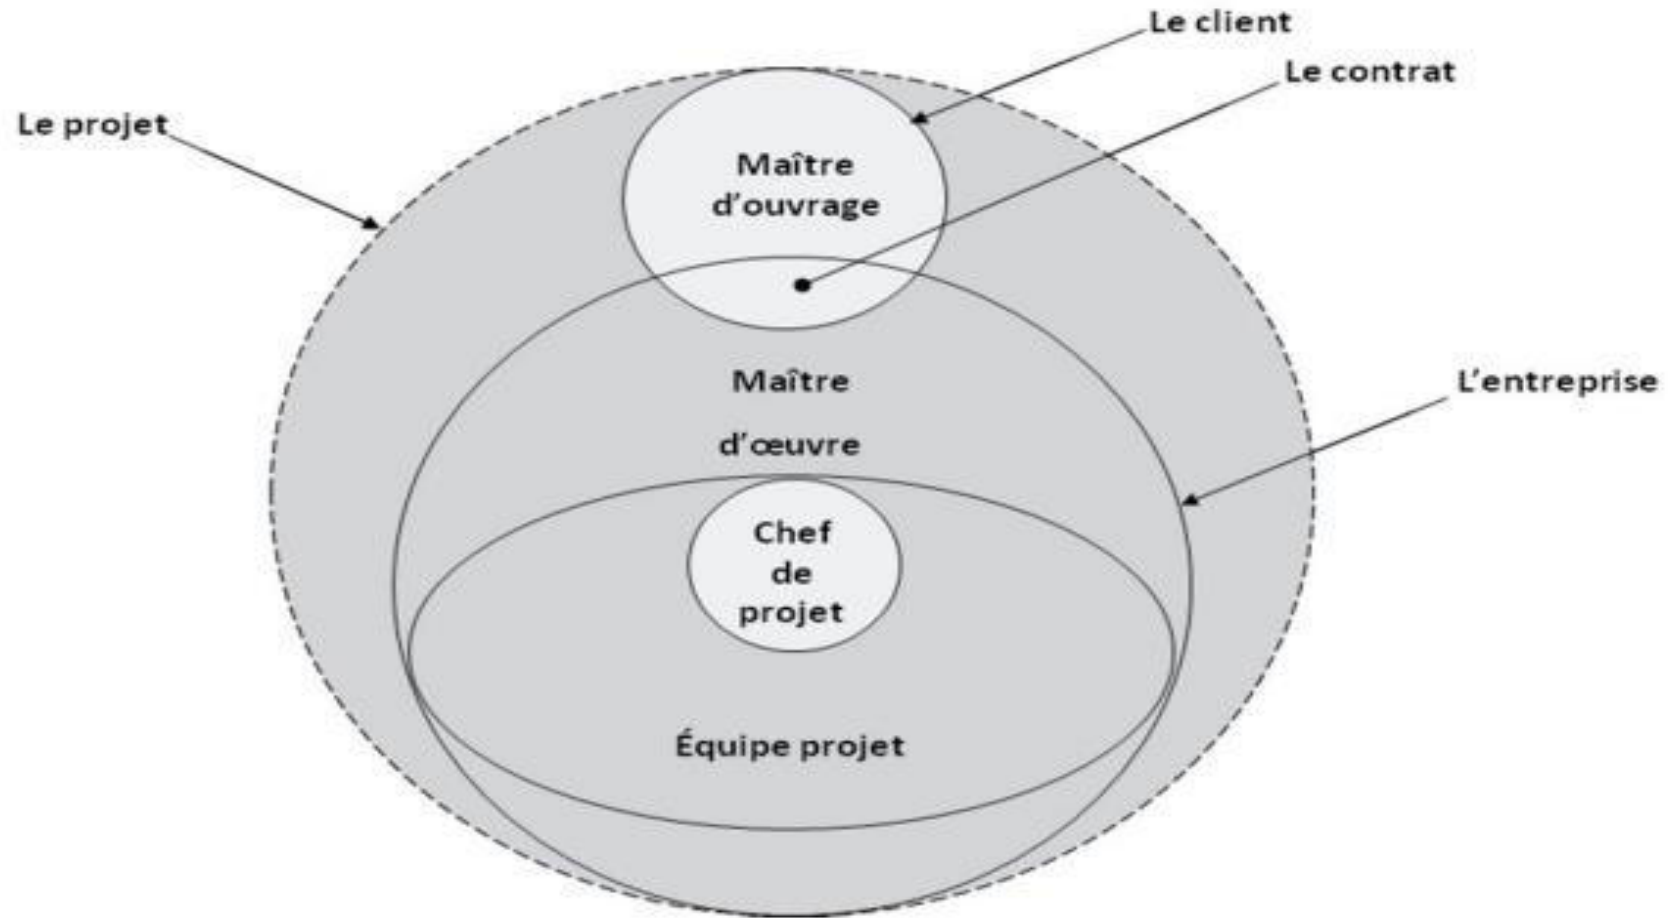 Le client
Le contrat
Le projet
Maître
d'ouvrage
Maître
d'œuvre
L'entreprise
Chef
de
projet
Équipe projet